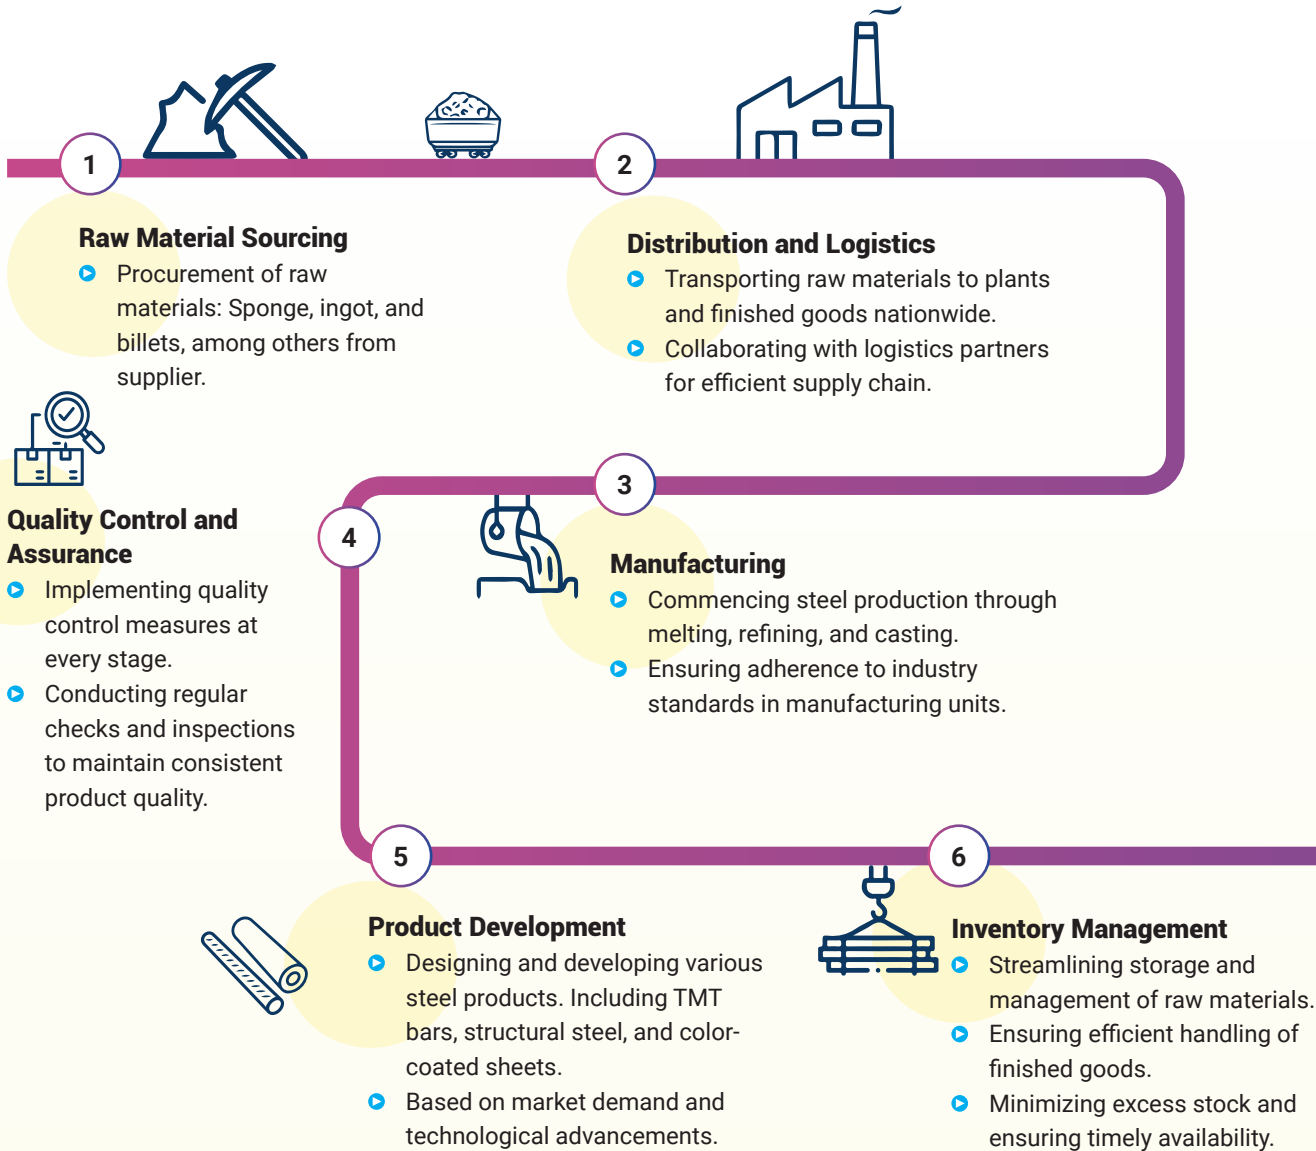 1
Raw Material Sourcing
Procurement of raw
materials: Sponge, ingot, and
billets, among others from
supplier.
2
Distribution and Logistics
Transporting raw materials to plants
and finished goods nationwide.
Collaborating with logistics partners
for efficient supply chain.
3
Manufacturing
Commencing steel production through
melting, refining, and casting.
Ensuring adherence to industry
standards in manufacturing units.
4
Quality Control and
Assurance
Implementing quality
control measures at
every stage.
Conducting regular
checks and inspections
to maintain consistent
product quality.
5
Product Development
Designing and developing various
steel products. Including TMT
bars, structural steel, and color-
coated sheets.
Based on market demand and
technological advancements.
6
Inventory Management
Streamlining storage and
management of raw materials.
Ensuring efficient handling of
finished goods.
Minimizing excess stock and
ensuring timely availability.